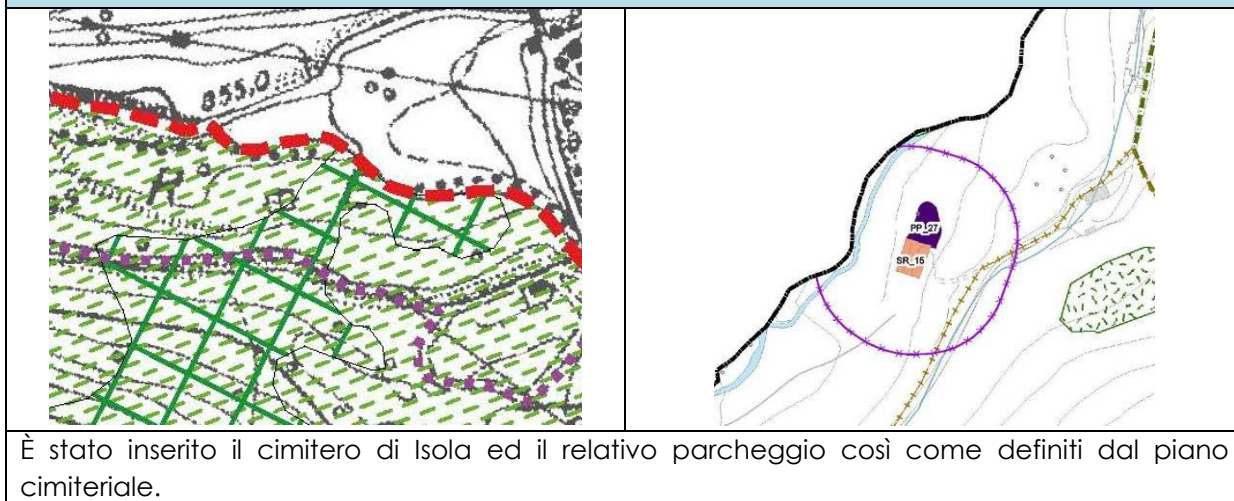 855,0
PP_27
SR_15
È stato inserito il cimitero di Isola ed il relativo parcheggio così come definiti dal piano
cimiteriale.